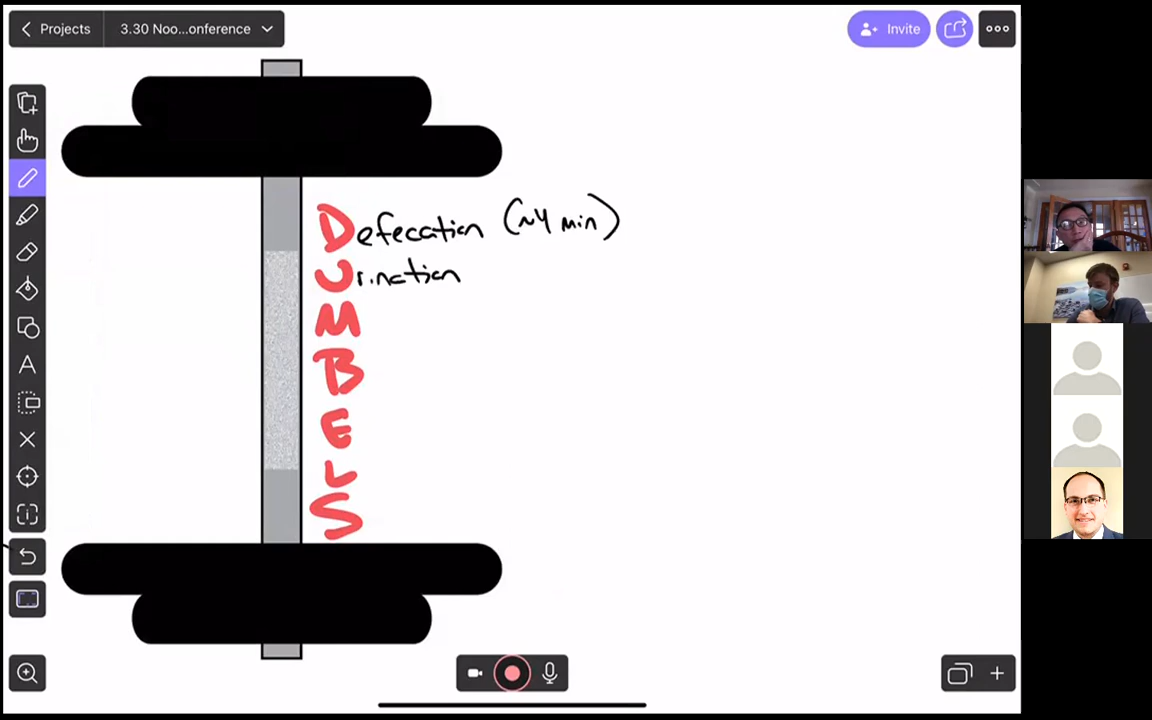 Projects
3.30 Noo...onference
Invite
Defecation (~4 min)
Urination
M
B
E
L
S
A